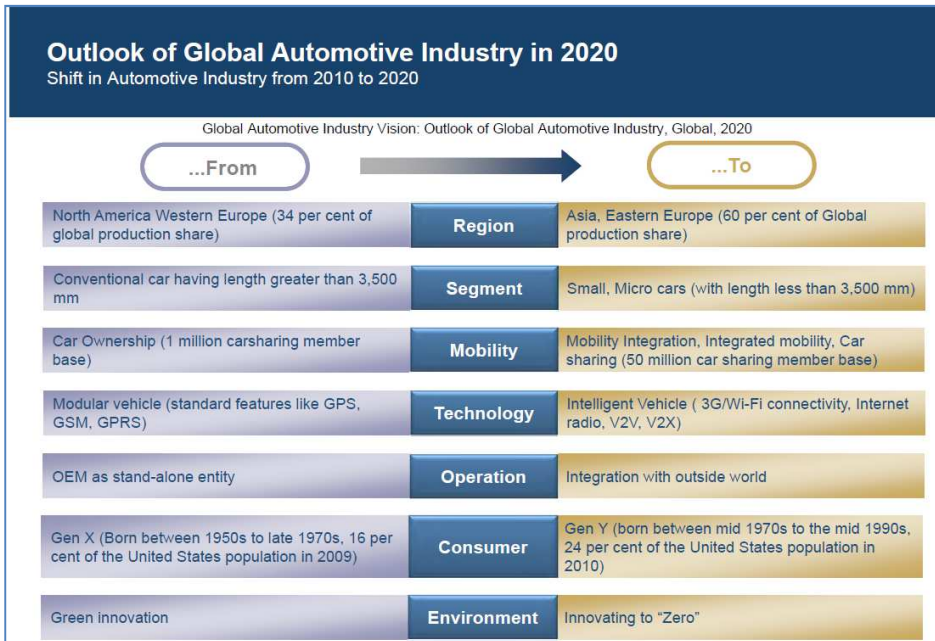 Outlook of Global Automotive Industry in 2020
Shift in Automotive Industry from 2010 to 2020
Global Automotive Industry Vision: Outlook of Global Automotive Industry, Global, 2020
...From
...To
North America Western Europe (34 per cent of
global production share)
Region
Asia, Eastern Europe (60 per cent of Global
production share)
Conventional car having length greater than 3,500
mm
Segment
Small, Micro cars (with length less than 3,500 mm)
Car Ownership (1 million carsharing member
base)
Mobility
Mobility Integration, Integrated mobility, Car
sharing (50 million car sharing member base)
Modular vehicle (standard features like GPS,
GSM, GPRS)
Technology
Intelligent Vehicle ( 3G/Wi-Fi connectivity, Internet
radio, V2V, V2X)
OEM as stand-alone entity
Operation
Integration with outside world
Gen X (Born between 1950s to late 1970s, 16 per
cent of the United States population in 2009)
Consumer
Gen Y (born between mid 1970s to the mid 1990s,
24 per cent of the United States population in
2010)
Green innovation
Environment
Innovating to “Zero”